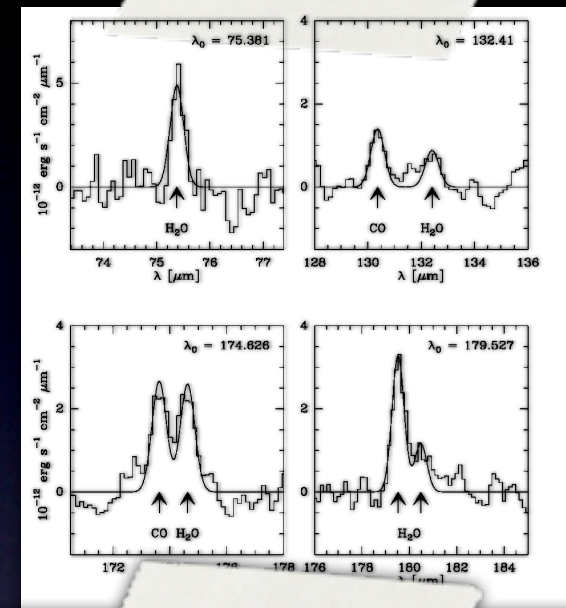 λ₀ = 75.381
5
0
10⁻¹² erg s⁻¹ cm⁻² μm⁻¹
H₂O
74 75 76 77
λ [μm]
4
λ₀ = 132.41
2
0
CO H₂O
128 130 132 134 136
λ [μm]
4
λ₀ = 174.626
2
0
10⁻¹² erg s⁻¹ cm⁻² μm⁻¹
CO H₂O
172 178
4
λ₀ = 179.527
2
0
H₂O
176 178 180 182 184